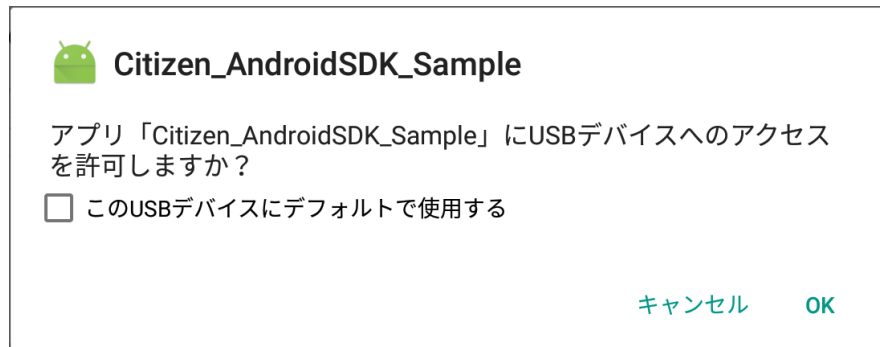 Citizen_AndroidSDK_Sample
アプリ「Citizen_AndroidSDK_Sample」にUSBデバイスへのアクセス
を許可しますか？
このUSBデバイスにデフォルトで使用する
キャンセル OK